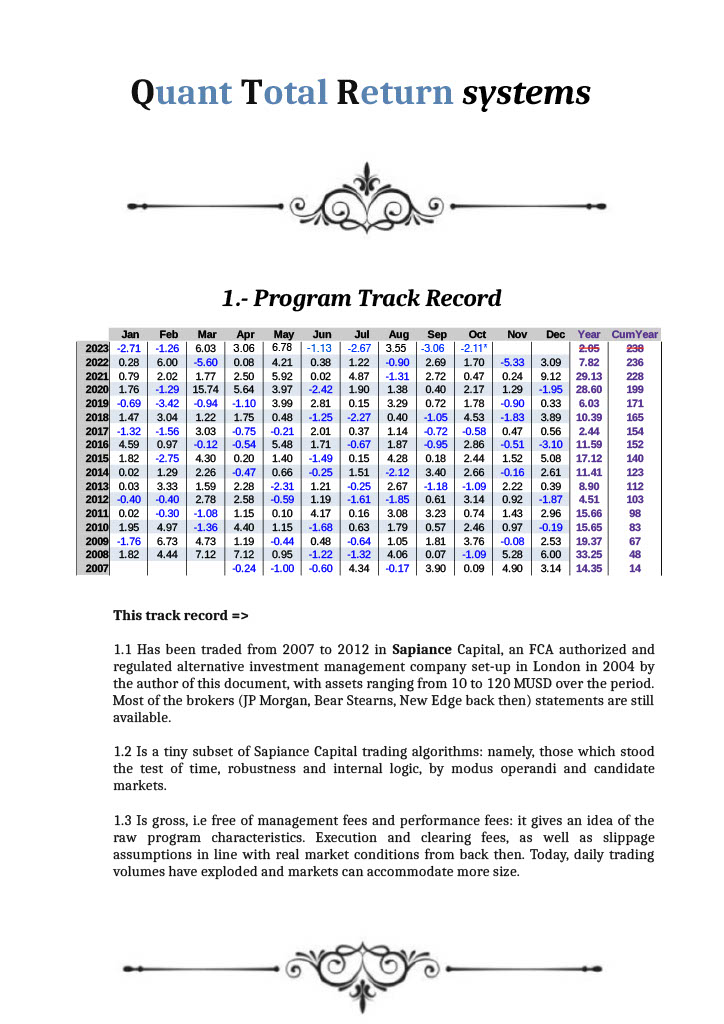 Quant Total Return systems
1.- Program Track Record
Jan Feb Mar Apr May Jun Jul Aug Sep Oct Nov Dec Year CumYear
2023 -2.71 -1.26 6.03 3.06 6.78 -1.13 -2.67 3.55 -3.06 -2.11* 2.05 238
2022 0.28 6.00 -5.60 0.08 4.21 0.38 1.22 -0.90 2.69 1.70 -5.33 3.09 7.82 236
2021 0.79 2.02 1.77 2.50 5.92 0.02 4.87 -1.31 2.72 0.47 0.24 9.12 29.13 228
2020 1.76 -1.29 15.74 5.64 3.97 -2.42 1.90 1.38 0.40 2.17 1.29 -1.95 28.60 199
2019 -0.69 -3.42 -0.94 -1.10 3.99 2.81 0.15 3.29 0.72 1.78 -0.90 0.33 6.03 171
2018 1.47 3.04 1.22 1.75 0.48 -1.25 -2.27 0.40 -1.05 4.53 -1.83 3.89 10.39 165
2017 -1.32 -1.56 3.03 -0.75 -0.21 2.01 0.37 1.14 -0.72 -0.58 0.47 0.56 2.44 154
2016 4.59 0.97 -0.12 -0.54 5.48 1.71 -0.67 1.87 -0.95 2.86 -0.51 -3.10 11.59 152
2015 1.82 -2.75 4.30 0.20 1.40 -1.49 0.15 4.28 0.18 2.44 1.52 5.08 17.12 140
2014 0.02 1.29 2.26 -0.47 0.66 -0.25 1.51 -2.12 3.40 2.66 -0.16 2.61 11.41 123
2013 0.03 3.33 1.59 2.28 -2.31 1.21 -0.25 2.67 -1.18 -1.09 2.22 0.39 8.90 112
2012 -0.40 -0.40 2.78 2.58 -0.59 1.19 -1.61 -1.85 0.61 3.14 0.92 -1.87 4.51 103
2011 0.02 -0.30 -1.08 1.15 0.10 4.17 0.16 3.08 3.23 0.74 1.43 2.96 15.66 98
2010 1.95 4.97 -1.36 4.40 1.15 -1.68 0.63 1.79 0.57 2.46 0.97 -0.19 15.65 83
2009 -1.76 6.73 4.73 1.19 -0.44 0.48 -0.64 1.05 1.81 3.76 -0.08 2.53 19.37 67
2008 1.82 4.44 7.12 7.12 0.95 -1.22 -1.32 4.06 0.07 -1.09 5.28 6.00 33.25 48
2007 -0.24 -1.00 -0.60 4.34 -0.17 3.90 0.09 4.90 3.14 14.35 14
This track record =>
1.1 Has been traded from 2007 to 2012 in Sapiance Capital, an FCA authorized and
regulated alternative investment management company set-up in London in 2004 by
the author of this document, with assets ranging from 10 to 120 MUSD over the period.
Most of the brokers (JP Morgan, Bear Stearns, New Edge back then) statements are still
available.
1.2 Is a tiny subset of Sapiance Capital trading algorithms: namely, those which stood
the test of time, robustness and internal logic, by modus operandi and candidate
markets.
1.3 Is gross, i.e free of management fees and performance fees: it gives an idea of the
raw program characteristics. Execution and clearing fees, as well as slippage
assumptions in line with real market conditions from back then. Today, daily trading
volumes have exploded and markets can accommodate more size.